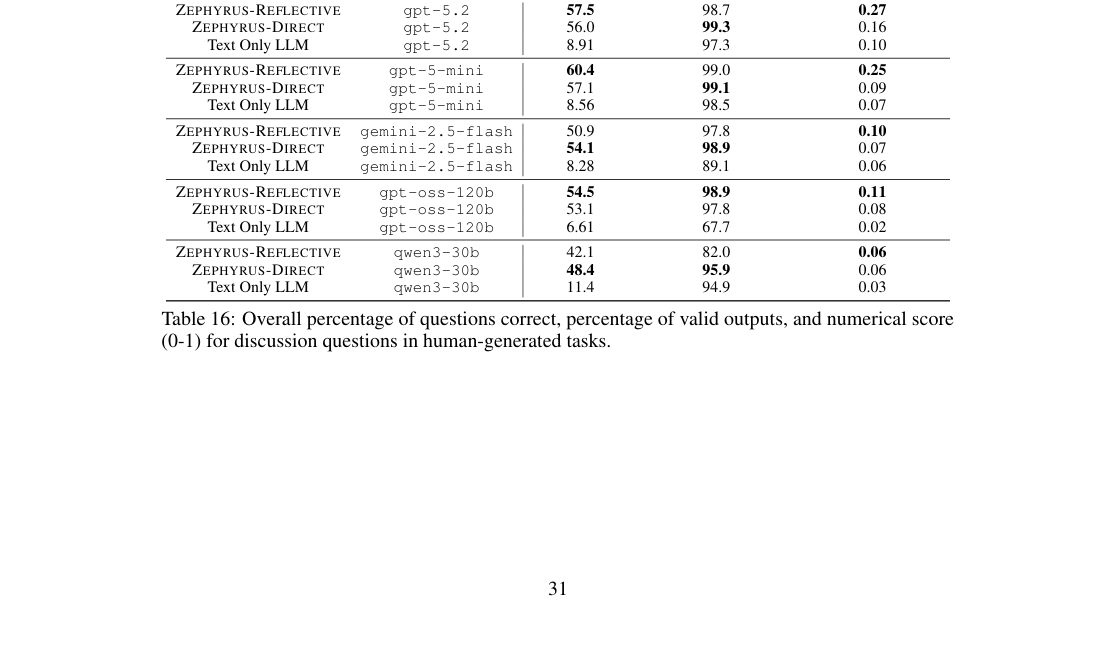 ZEPHYRUS-REFLECTIVE gpt-5.2 57.5 98.7 0.27
ZEPHYRUS-DIRECT gpt-5.2 56.0 99.3 0.16
Text Only LLM gpt-5.2 8.91 97.3 0.10
ZEPHYRUS-REFLECTIVE gpt-5-mini 60.4 99.0 0.25
ZEPHYRUS-DIRECT gpt-5-mini 57.1 99.1 0.09
Text Only LLM gpt-5-mini 8.56 98.5 0.07
ZEPHYRUS-REFLECTIVE gemini-2.5-flash 50.9 97.8 0.10
ZEPHYRUS-DIRECT gemini-2.5-flash 54.1 98.9 0.07
Text Only LLM gemini-2.5-flash 8.28 89.1 0.06
ZEPHYRUS-REFLECTIVE gpt-oss-120b 54.5 98.9 0.11
ZEPHYRUS-DIRECT gpt-oss-120b 53.1 97.8 0.08
Text Only LLM gpt-oss-120b 6.61 67.7 0.02
ZEPHYRUS-REFLECTIVE qwen3-30b 42.1 82.0 0.06
ZEPHYRUS-DIRECT qwen3-30b 48.4 95.9 0.06
Text Only LLM qwen3-30b 11.4 94.9 0.03
Table 16: Overall percentage of questions correct, percentage of valid outputs, and numerical score
(0-1) for discussion questions in human-generated tasks.
31